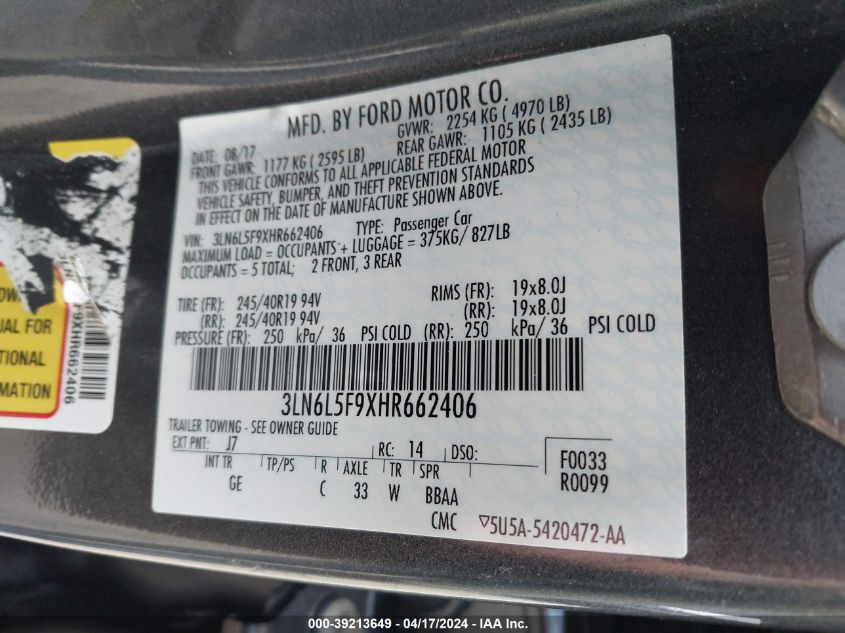 MFD. BY FORD MOTOR CO.
DATE: 08/17 GVWR: 2254 KG ( 4970 LB)
FRONT GAWR: 1177 KG ( 2595 LB) REAR GAWR: 1105 KG ( 2435 LB)
THIS VEHICLE CONFORMS TO ALL APPLICABLE FEDERAL MOTOR
VEHICLE SAFETY, BUMPER, AND THEFT PREVENTION STANDARDS
IN EFFECT ON THE DATE OF MANUFACTURE SHOWN ABOVE.
VIN: 3LN6L5F9XHR662406 TYPE: Passenger Car
MAXIMUM LOAD = OCCUPANTS + LUGGAGE = 375KG/ 827LB
OCCUPANTS = 5 TOTAL; 2 FRONT, 3 REAR
TIRE (FR): 245/40R19 94V RIMS (FR): 19x8.0J
(RR): 245/40R19 94V (RR): 19x8.0J
PRESSURE (FR): 250 kPa/ 36 PSI COLD (RR): 250 kPa/ 36 PSI COLD
3LN6L5F9XHR662406
TRAILER TOWING - SEE OWNER GUIDE
EXT PNT: J7 RC: 14 DSO: F0033
INT TR TP/PS R AXLE TR SPR R0099
GE C 33 W BBAA
CMC ▽5U5A-5420472-AA
UAL FOR
TIONAL
MATION
F9XHR662406
000-39213649 - 04/17/2024 - IAA Inc.